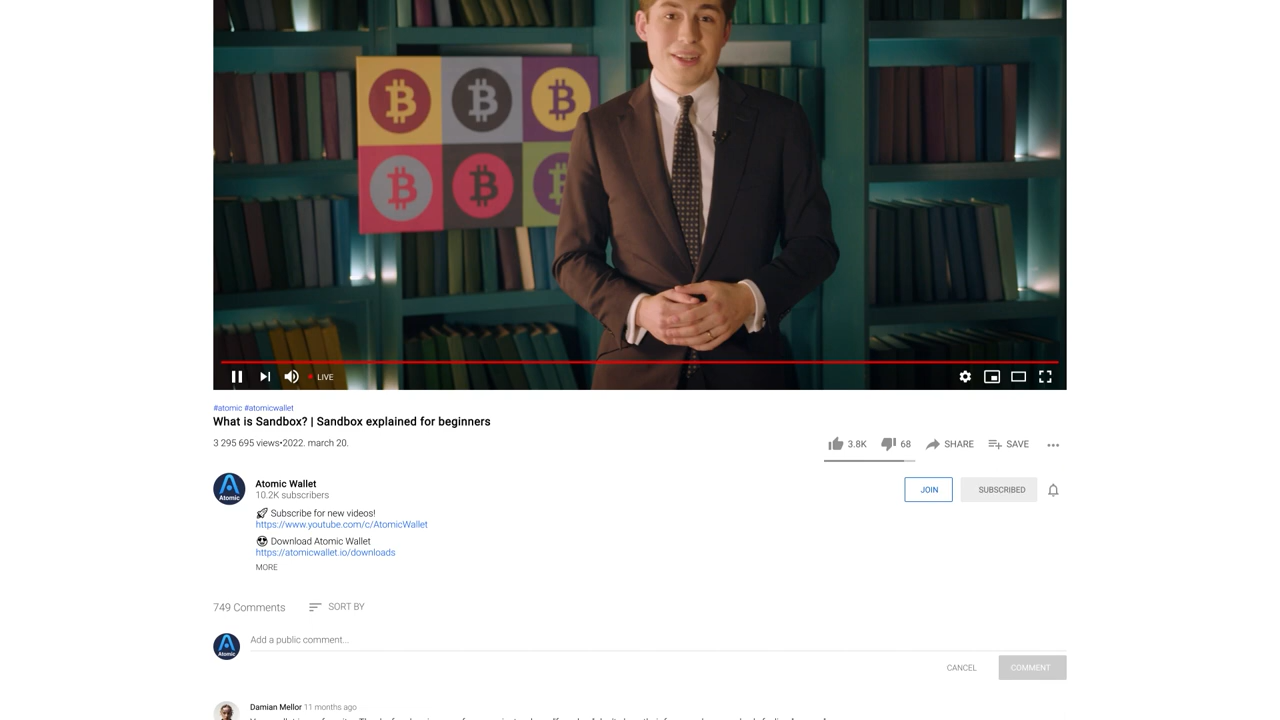 LIVE
#atomic #atomicwallet
What is Sandbox? | Sandbox explained for beginners
3 295 695 views•2022. march 20.
3.8K 68 SHARE SAVE
Atomic
Atomic Wallet
10.2K subscribers
JOIN SUBSCRIBED
🚀 Subscribe for new videos!
https://www.youtube.com/c/AtomicWallet
😍 Download Atomic Wallet
https://atomicwallet.io/downloads
MORE
749 Comments SORT BY
Atomic
Add a public comment...
CANCEL COMMENT
Damian Mellor 11 months ago